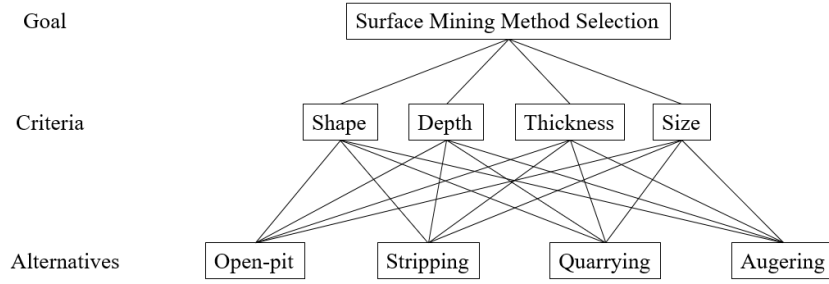 Goal
Surface Mining Method Selection
Criteria
Shape
Depth
Thickness
Size
Alternatives
Open-pit
Stripping
Quarrying
Augering